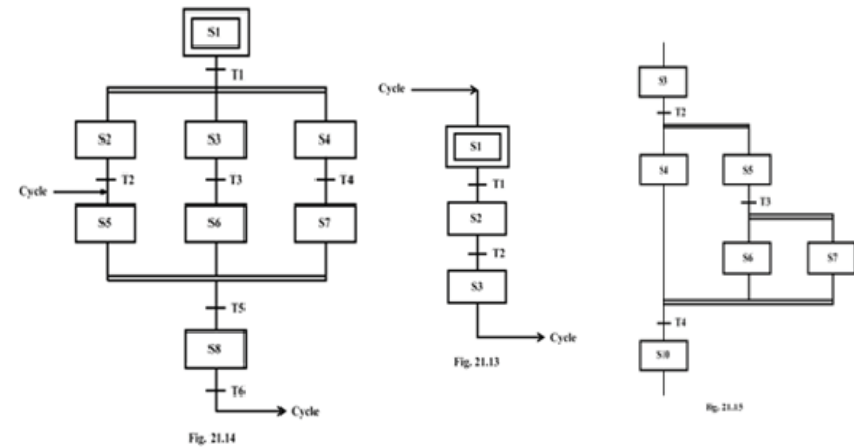 S1
T1
S2
S3
S4
T2
T3
T4
Cycle
S5
S6
S7
T5
S8
T6
Cycle
Fig. 21.14
Cycle
S1
T1
S2
T2
S3
Cycle
Fig. 21.13
S3
T2
S4
S5
T3
S6
S7
T4
S10
Fig. 21.15